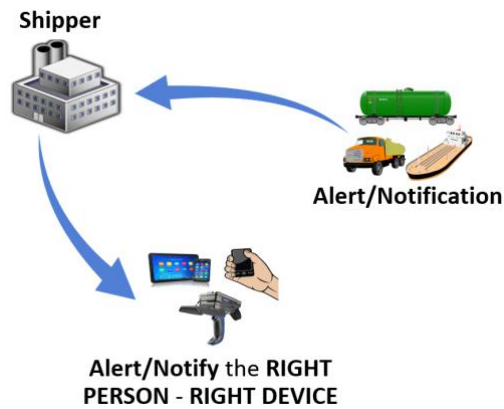 Shipper
Alert/Notification
Alert/Notify the RIGHT
PERSON - RIGHT DEVICE